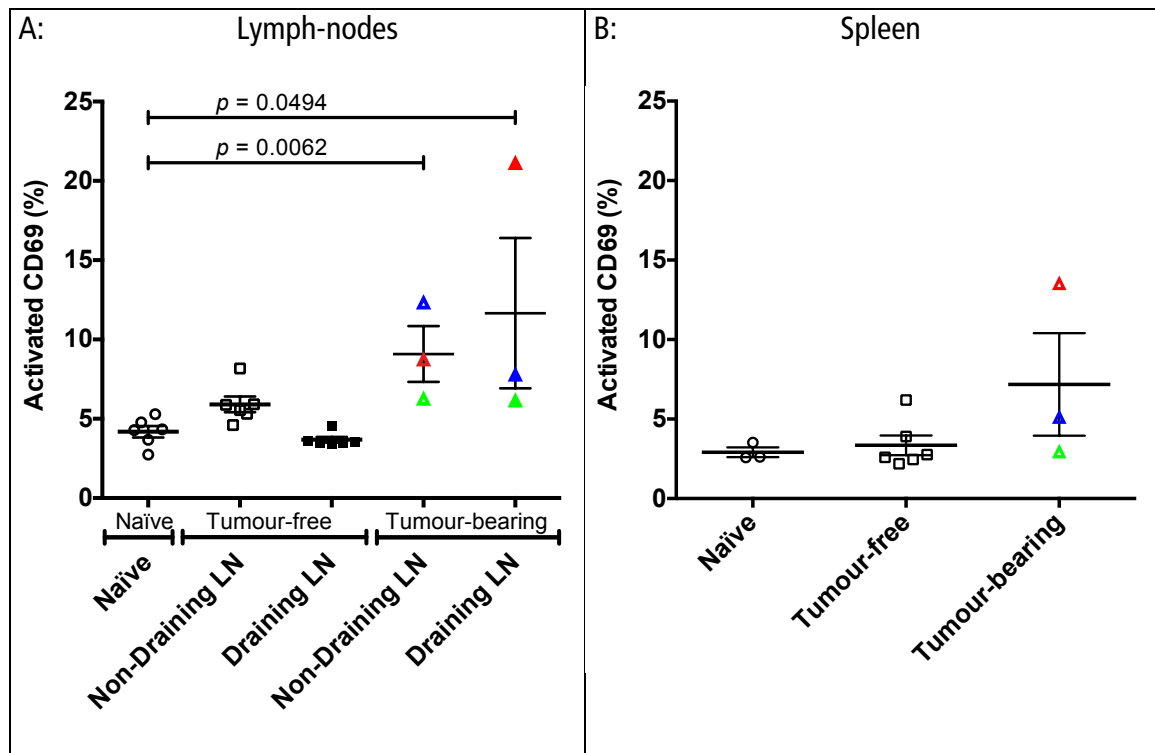 A: Lymph-nodes
Activated CD69 (%)
25
20
15
10
5
0
p = 0.0494
p = 0.0062
Naïve Tumour-free Tumour-bearing
Naïve
Non-Draining LN
Draining LN
Non-Draining LN
Draining LN
B: Spleen
Activated CD69 (%)
25
20
15
10
5
0
Naïve
Tumour-free
Tumour-bearing